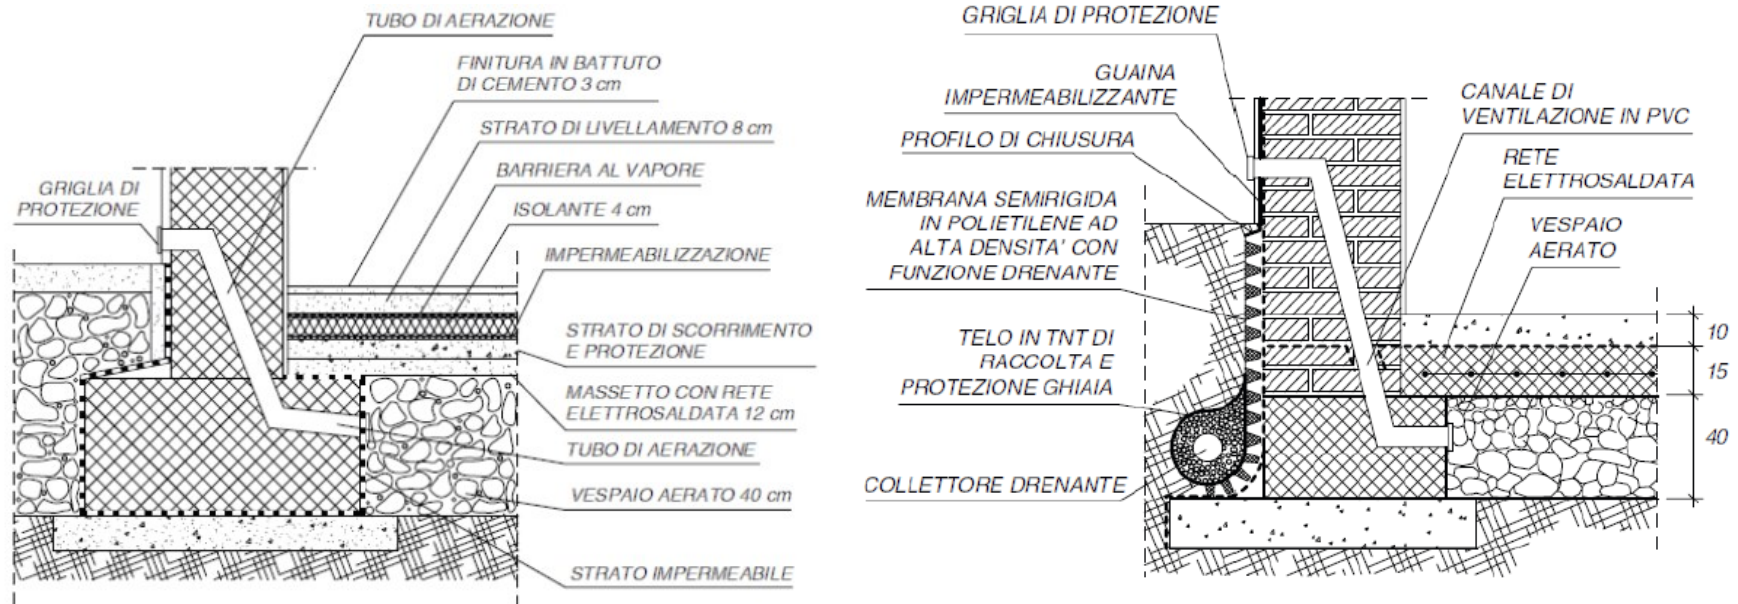 TUBO DI AERAZIONE
FINITURA IN BATTUTO
DI CEMENTO 3 cm
STRATO DI LIVELLAMENTO 8 cm
BARRIERA AL VAPORE
GRIGLIA DI
PROTEZIONE
ISOLANTE 4 cm
IMPERMEABILIZZAZIONE
STRATO DI SCORRIMENTO
E PROTEZIONE
MASSETTO CON RETE
ELETTROSALDATA 12 cm
TUBO DI AERAZIONE
VESPAIO AERATO 40 cm
STRATO IMPERMEABILE
GRIGLIA DI PROTEZIONE
GUAINA
IMPERMEABILIZZANTE
PROFILO DI CHIUSURA
MEMBRANA SEMIRIGIDA
IN POLIETILENE AD
ALTA DENSITA' CON
FUNZIONE DRENANTE
TELO IN TNT DI
RACCOLTA E
PROTEZIONE GHIAIA
COLLETTORE DRENANTE
CANALE DI
VENTILAZIONE IN PVC
RETE
ELETTROSALDATA
VESPAIO
AERATO
10
15
40